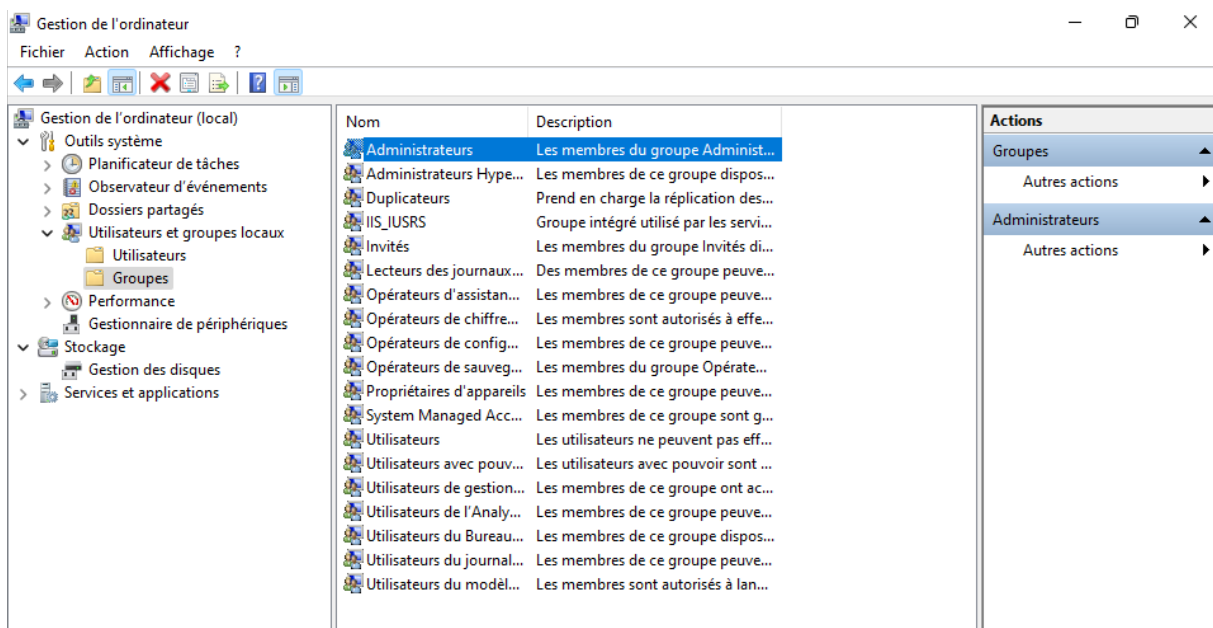 Gestion de l'ordinateur
Fichier Action Affichage ?
Gestion de l'ordinateur (local)
Outils système
Planificateur de tâches
Observateur d'événements
Dossiers partagés
Utilisateurs et groupes locaux
Utilisateurs
Groupes
Performance
Gestionnaire de périphériques
Stockage
Gestion des disques
Services et applications
Nom Description
Administrateurs Les membres du groupe Administ...
Administrateurs Hype... Les membres de ce groupe dispos...
Duplicateurs Prend en charge la réplication des...
IIS_IUSRS Groupe intégré utilisé par les servi...
Invités Les membres du groupe Invités di...
Lecteurs des journaux... Des membres de ce groupe peuve...
Opérateurs d'assistan... Les membres de ce groupe peuve...
Opérateurs de chiffre... Les membres sont autorisés à effe...
Opérateurs de config... Les membres de ce groupe peuve...
Opérateurs de sauveg... Les membres du groupe Opérate...
Propriétaires d'appareils Les membres de ce groupe peuve...
System Managed Acc... Les membres de ce groupe sont g...
Utilisateurs Les utilisateurs ne peuvent pas eff...
Utilisateurs avec pouv... Les utilisateurs avec pouvoir sont ...
Utilisateurs de gestion... Les membres de ce groupe ont ac...
Utilisateurs de l'Analy... Les membres de ce groupe peuve...
Utilisateurs du Bureau... Les membres de ce groupe dispos...
Utilisateurs du journal... Les membres de ce groupe peuve...
Utilisateurs du modèl... Les membres sont autorisés à lan...
Actions
Groupes
Autres actions
Administrateurs
Autres actions